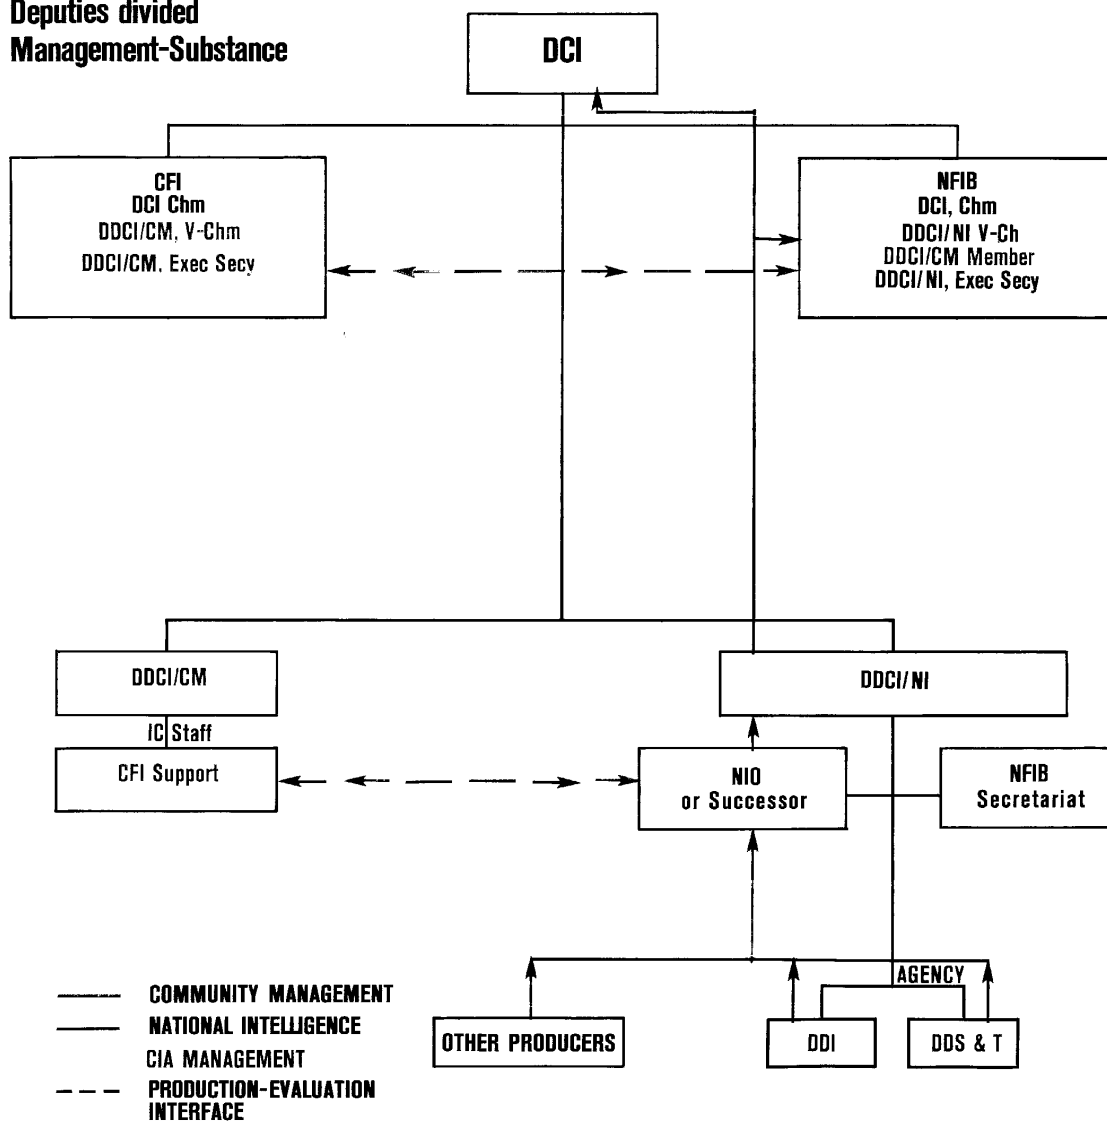 Deputies divided
Management-Substance
DCI
CFI
DCI Chm
DDCI/CM, V-Chm
DDCI/CM. Exec Secy
NFIB
DCI, Chm
DDCI/NI V-Ch
DDCI/CM Member
DDCI/NI, Exec Secy
DDCI/CM
IC Staff
CFI Support
DDCI/NI
NIO
or Successor
NFIB
Secretariat
AGENCY
OTHER PRODUCERS
DDI
DDS & T
COMMUNITY MANAGEMENT
NATIONAL INTELLIGENCE
CIA MANAGEMENT
PRODUCTION-EVALUATION
INTERFACE